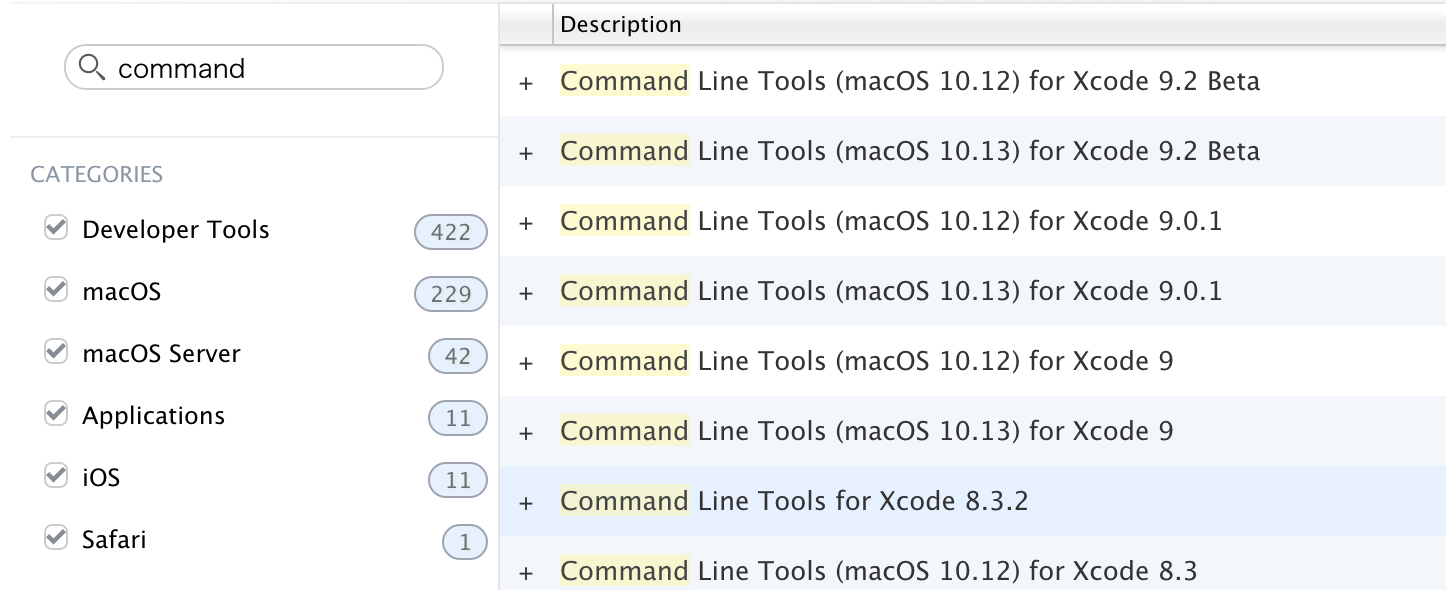 command
CATEGORIES
Developer Tools 422
macOS 229
macOS Server 42
Applications 11
iOS 11
Safari 1
Description
+ Command Line Tools (macOS 10.12) for Xcode 9.2 Beta
+ Command Line Tools (macOS 10.13) for Xcode 9.2 Beta
+ Command Line Tools (macOS 10.12) for Xcode 9.0.1
+ Command Line Tools (macOS 10.13) for Xcode 9.0.1
+ Command Line Tools (macOS 10.12) for Xcode 9
+ Command Line Tools (macOS 10.13) for Xcode 9
+ Command Line Tools for Xcode 8.3.2
+ Command Line Tools (macOS 10.12) for Xcode 8.3